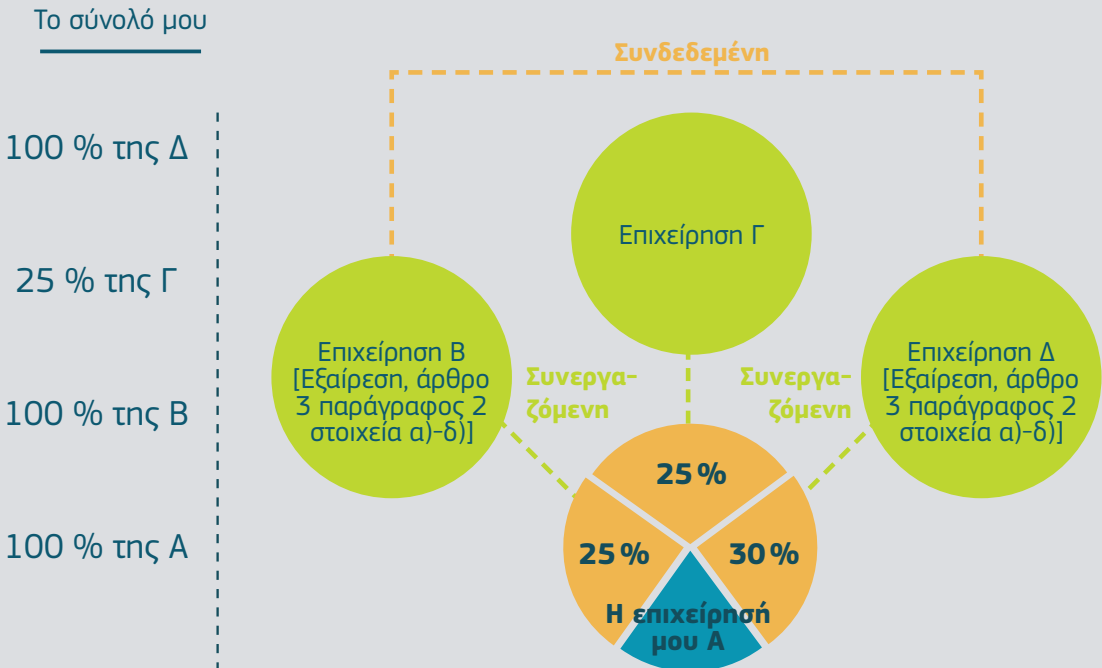 Το σύνολό μου
100 % της Δ
25 % της Γ
100 % της Β
100 % της Α
Συνδεδεμένη
Επιχείρηση Γ
Επιχείρηση Β
[Εξαίρεση, άρθρο
3 παράγραφος 2
στοιχεία α)-δ)]
Συνεργα-
ζόμενη
Συνεργα-
ζόμενη
Επιχείρηση Δ
[Εξαίρεση, άρθρο
3 παράγραφος 2
στοιχεία α)-δ)]
25 %
25 %
30 %
Η επιχείρησή
μου Α